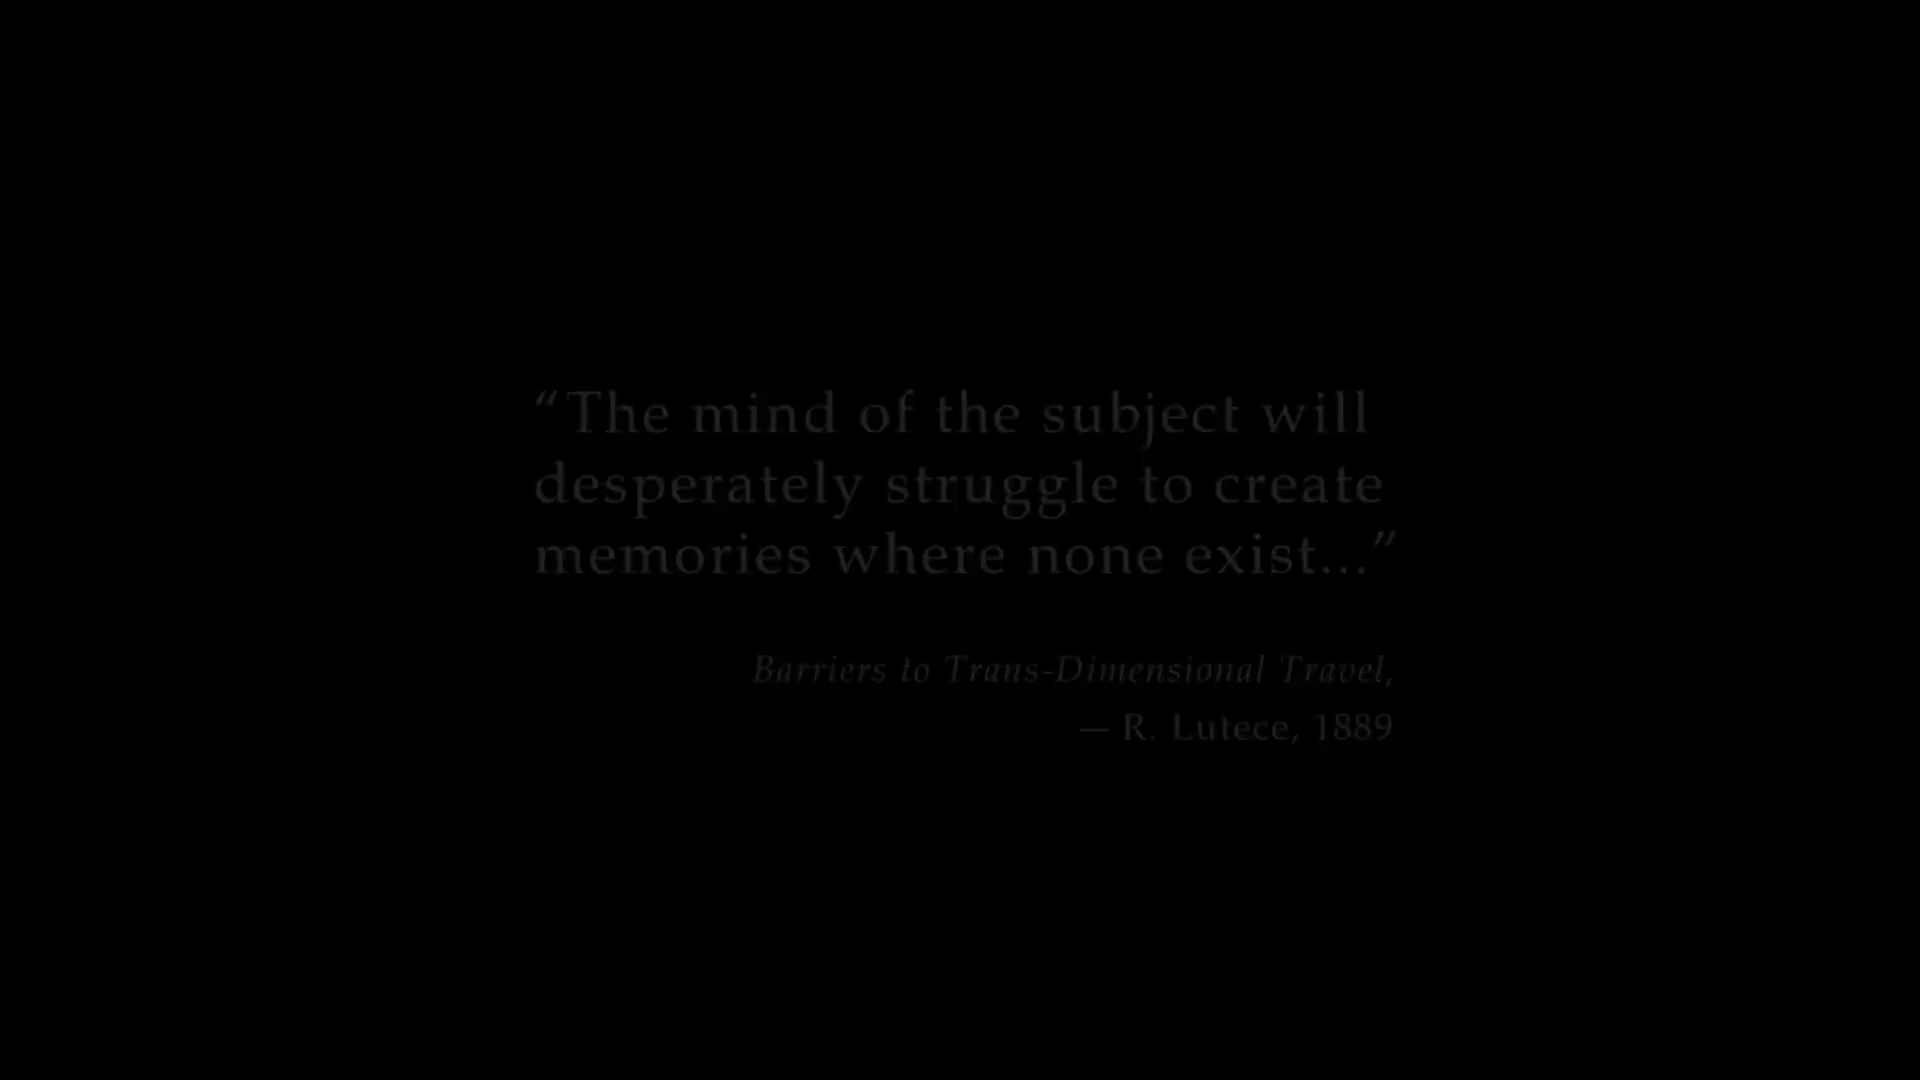 “The mind of the subject will
desperately struggle to create
memories where none exist...”
Barriers to Trans-Dimensional Travel,
— R. Lutece, 1889